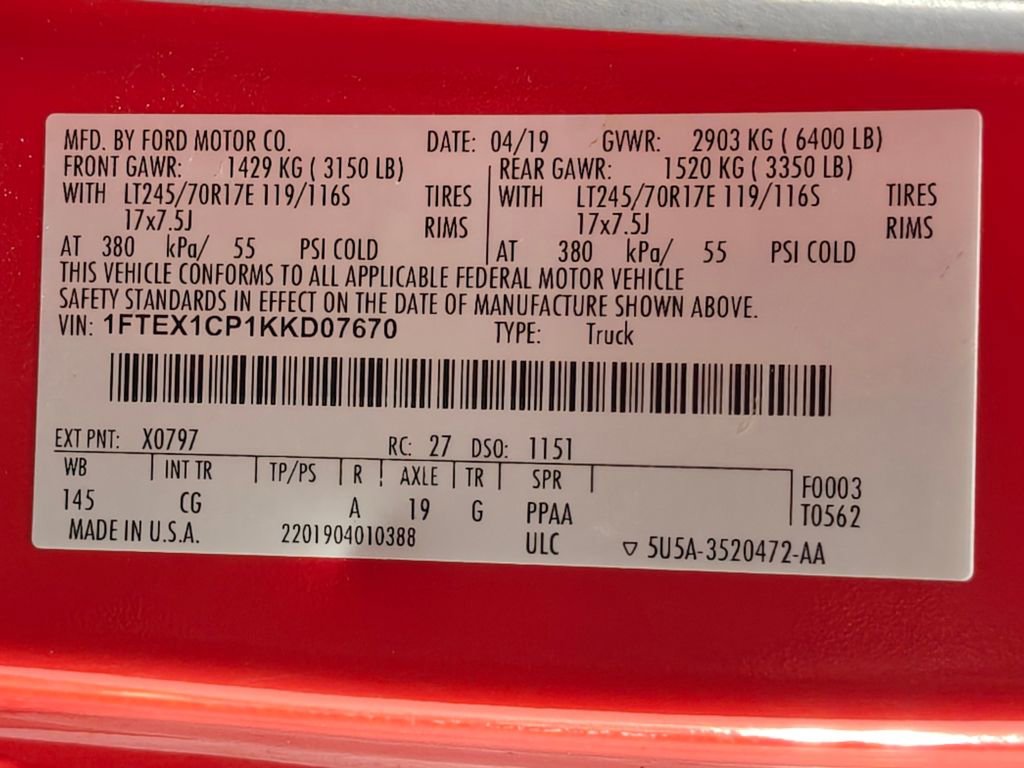 MFD. BY FORD MOTOR CO. DATE: 04/19 GVWR: 2903 KG ( 6400 LB)
FRONT GAWR: 1429 KG ( 3150 LB) REAR GAWR: 1520 KG ( 3350 LB)
WITH LT245/70R17E 119/116S TIRES WITH LT245/70R17E 119/116S TIRES
17x7.5J RIMS 17x7.5J RIMS
AT 380 kPa/ 55 PSI COLD AT 380 kPa/ 55 PSI COLD
THIS VEHICLE CONFORMS TO ALL APPLICABLE FEDERAL MOTOR VEHICLE
SAFETY STANDARDS IN EFFECT ON THE DATE OF MANUFACTURE SHOWN ABOVE.
VIN: 1FTEX1CP1KKD07670 TYPE: Truck
EXT PNT: X0797 RC: 27 DSO: 1151
WB INT TR TP/PS R AXLE TR SPR F0003
145 CG A 19 G PPAA T0562
MADE IN U.S.A. 2201904010388 ULC ▽ 5U5A-3520472-AA